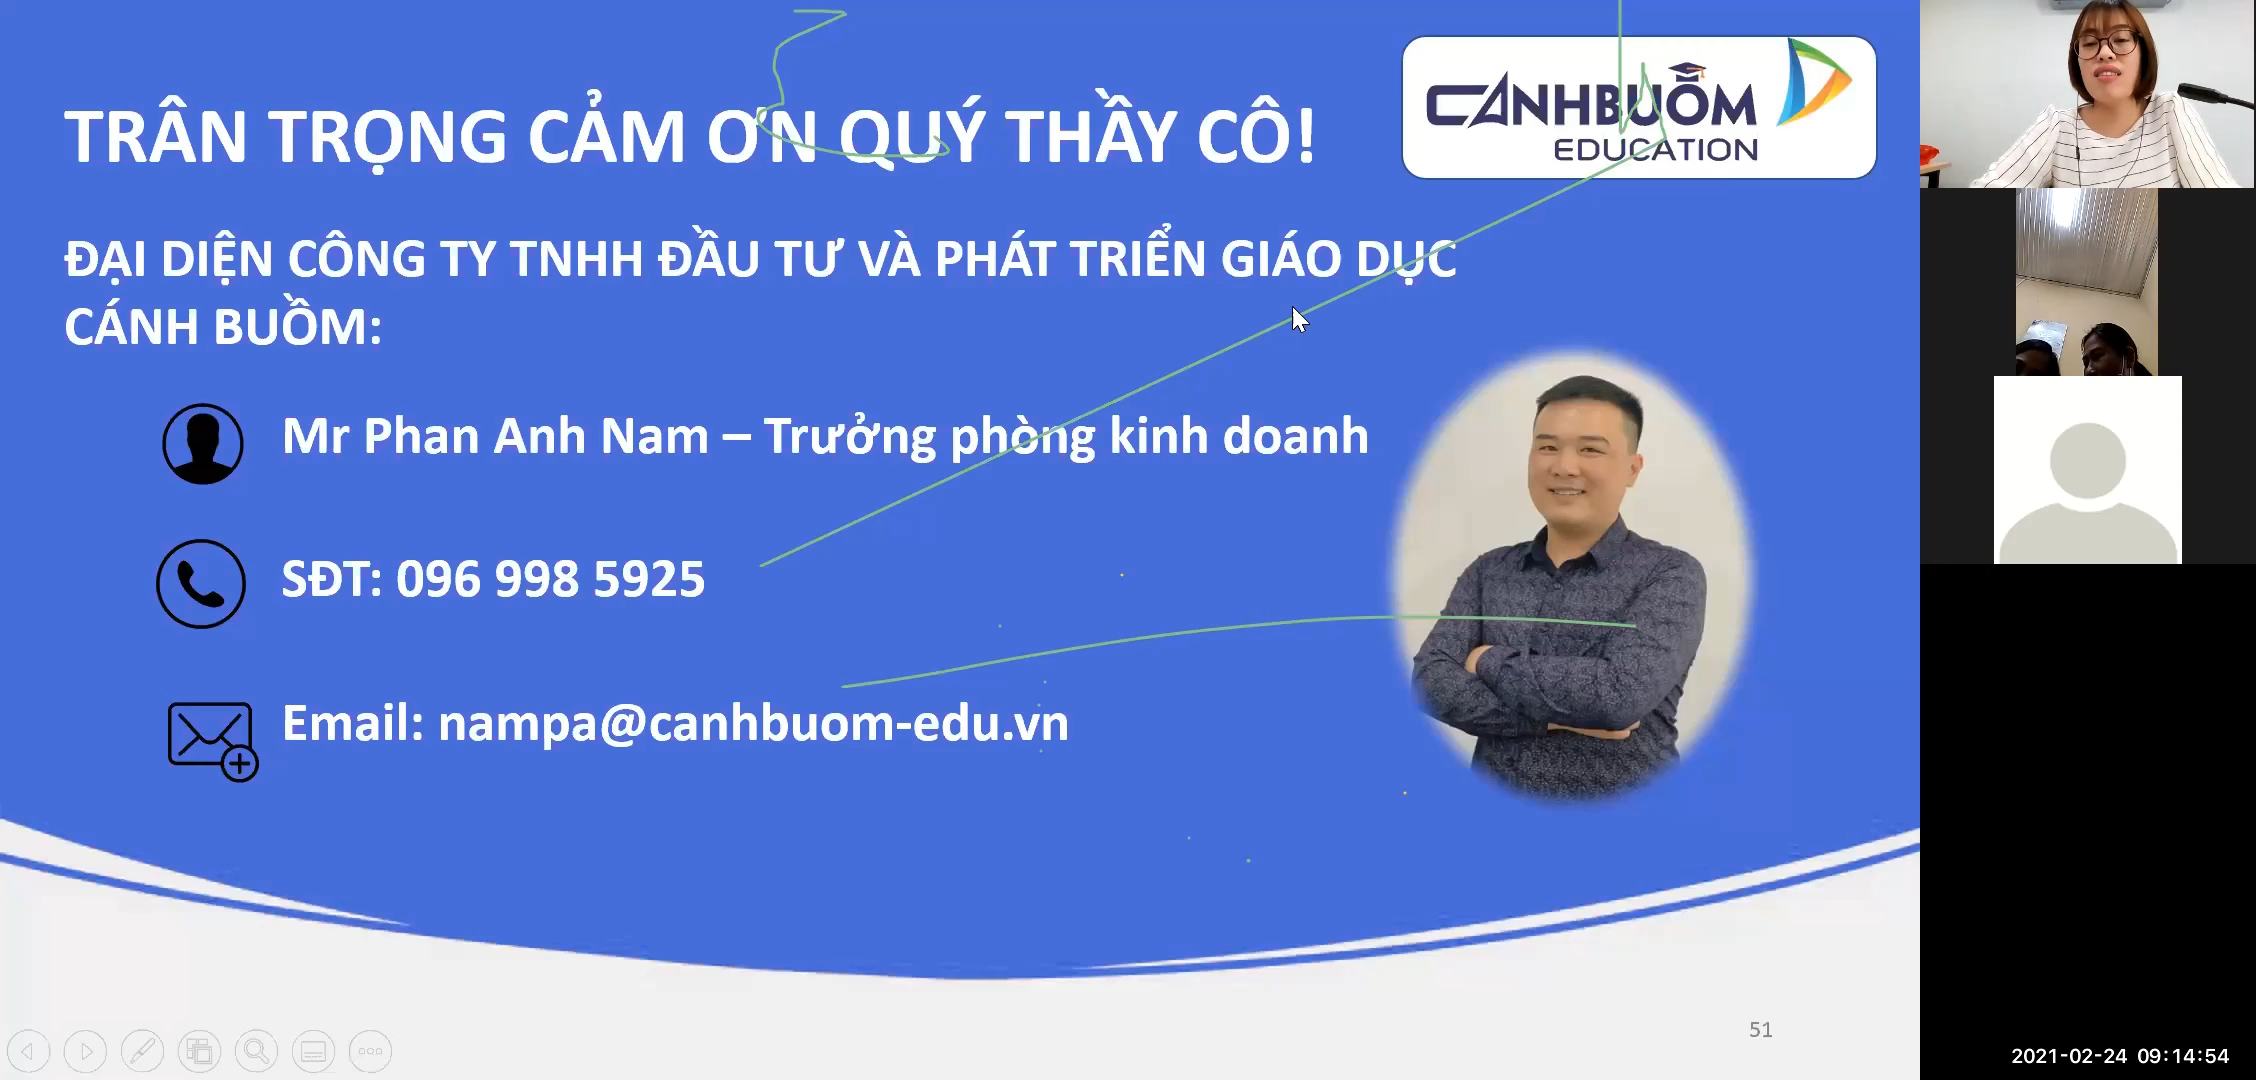 TRÂN TRỌNG CẢM ƠN QUÝ THẦY CÔ!
CÁNHBUỒM
EDUCATION
ĐẠI DIỆN CÔNG TY TNHH ĐẦU TƯ VÀ PHÁT TRIỂN GIÁO DỤC
CÁNH BUỒM:
Mr Phan Anh Nam – Trưởng phòng kinh doanh
SĐT: 096 998 5925
Email: nampa@canhbuom-edu.vn
51
2021-02-24 09:14:54